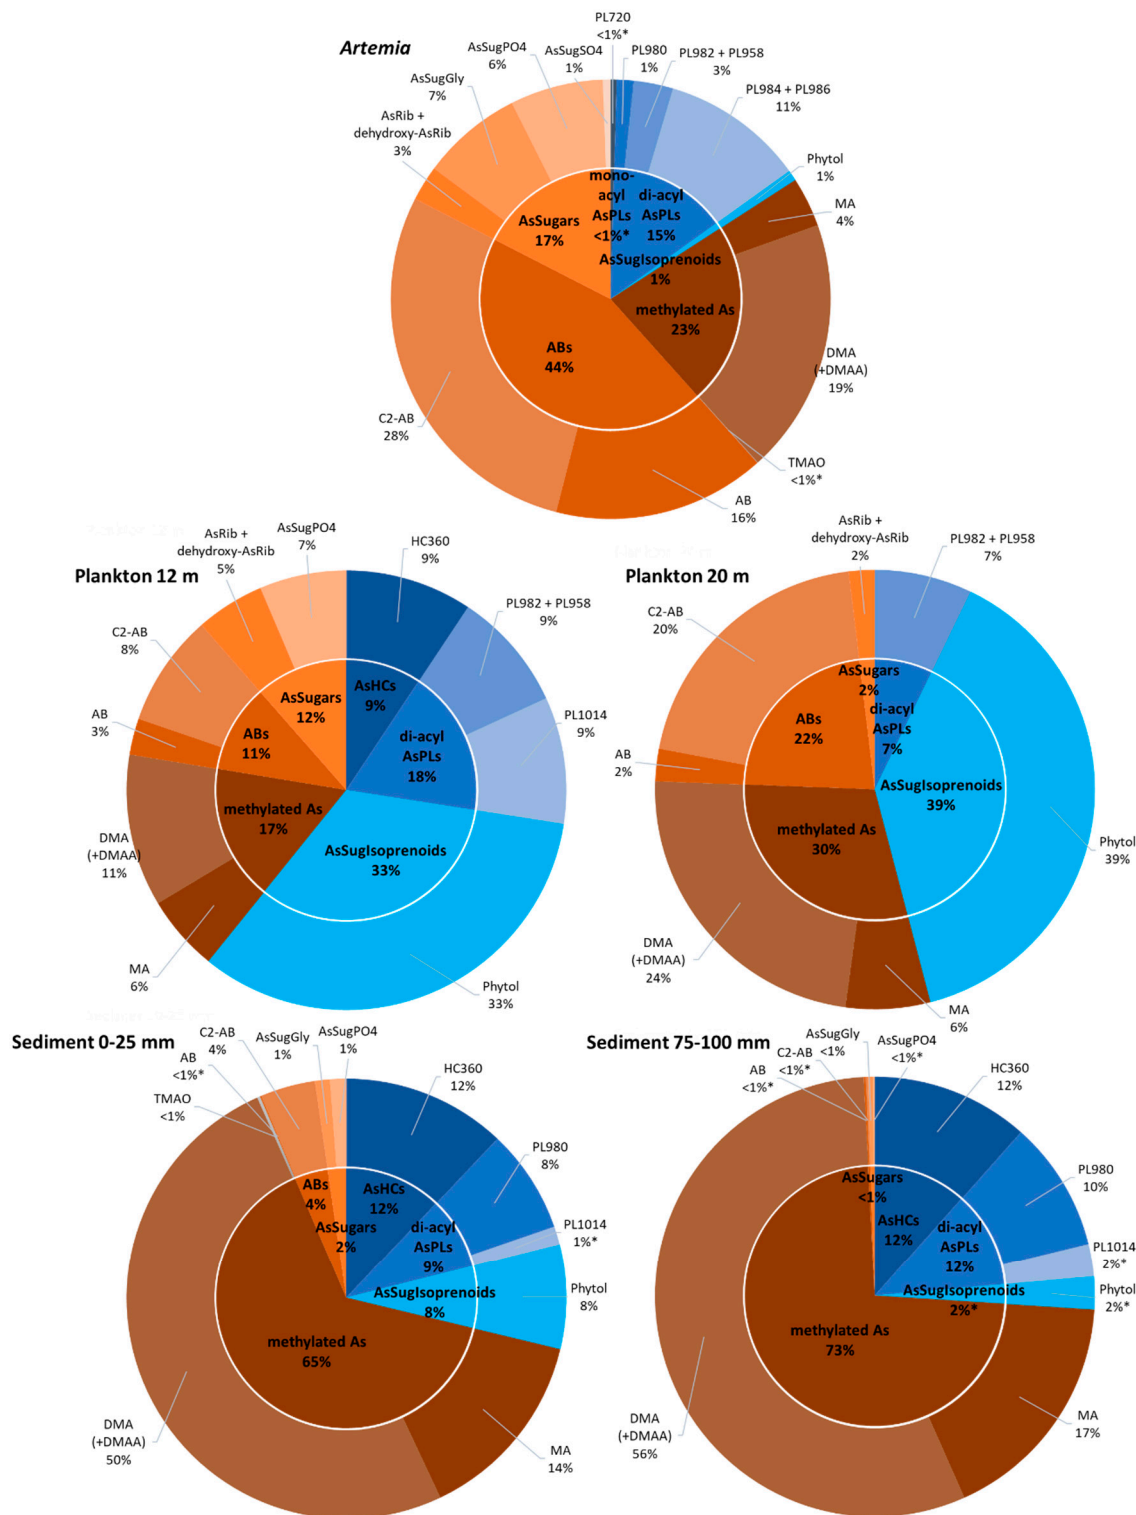 Artemia
PL720
<1%*
AsSugPO4
6%
AsSugSO4
1%
PL980
1%
PL982 + PL958
3%
AsSugGly
7%
PL984 + PL986
11%
AsRib +
dehydroxy-AsRib
3%
Phytol
1%
MA
4%
mono-
acyl
AsPLs
<1%*
di-acyl
AsPLs
15%
AsSugars
17%
AsSugIsoprenoids
1%
methylated As
23%
ABs
44%
DMA
(+DMAA)
19%
C2-AB
28%
TMAO
<1%*
AB
16%
Plankton 12 m
AsRib +
dehydroxy-AsRib
5%
AsSugPO4
7%
HC360
9%
C2-AB
8%
PL982 + PL958
9%
AsHCs
9%
AsSugars
12%
AB
3%
ABs
11%
di-acyl
AsPLs
18%
PL1014
9%
methylated As
17%
AsSugIsoprenoids
33%
DMA
(+DMAA)
11%
MA
6%
Phytol
33%
Plankton 20 m
AsRib +
dehydroxy-AsRib
2%
PL982 + PL958
7%
C2-AB
20%
AsSugars
2%
di-acyl
AsPLs
7%
ABs
22%
AB
2%
AsSugIsoprenoids
39%
methylated As
30%
Phytol
39%
DMA
(+DMAA)
24%
MA
6%
Sediment 0-25 mm
C2-AB
4%
AsSugGly
1%
AsSugPO4
1%
AB
<1%*
TMAO
<1%
HC360
12%
PL980
8%
ABs
4%
AsHCs
12%
AsSugars
2%
di-acyl
AsPLs
9%
PL1014
1%*
AsSugIsoprenoids
8%
Phytol
8%
methylated As
65%
DMA
(+DMAA)
50%
MA
14%
Sediment 75-100 mm
AsSugGly
<1%
AsSugPO4
<1%*
C2-AB
<1%*
AB
<1%*
HC360
12%
PL980
10%
AsSugars
<1%
AsHCs
12%
di-acyl
AsPLs
12%
PL1014
2%*
AsSugIsoprenoids
2%*
Phytol
2%*
methylated As
73%
DMA
(+DMAA)
56%
MA
17%